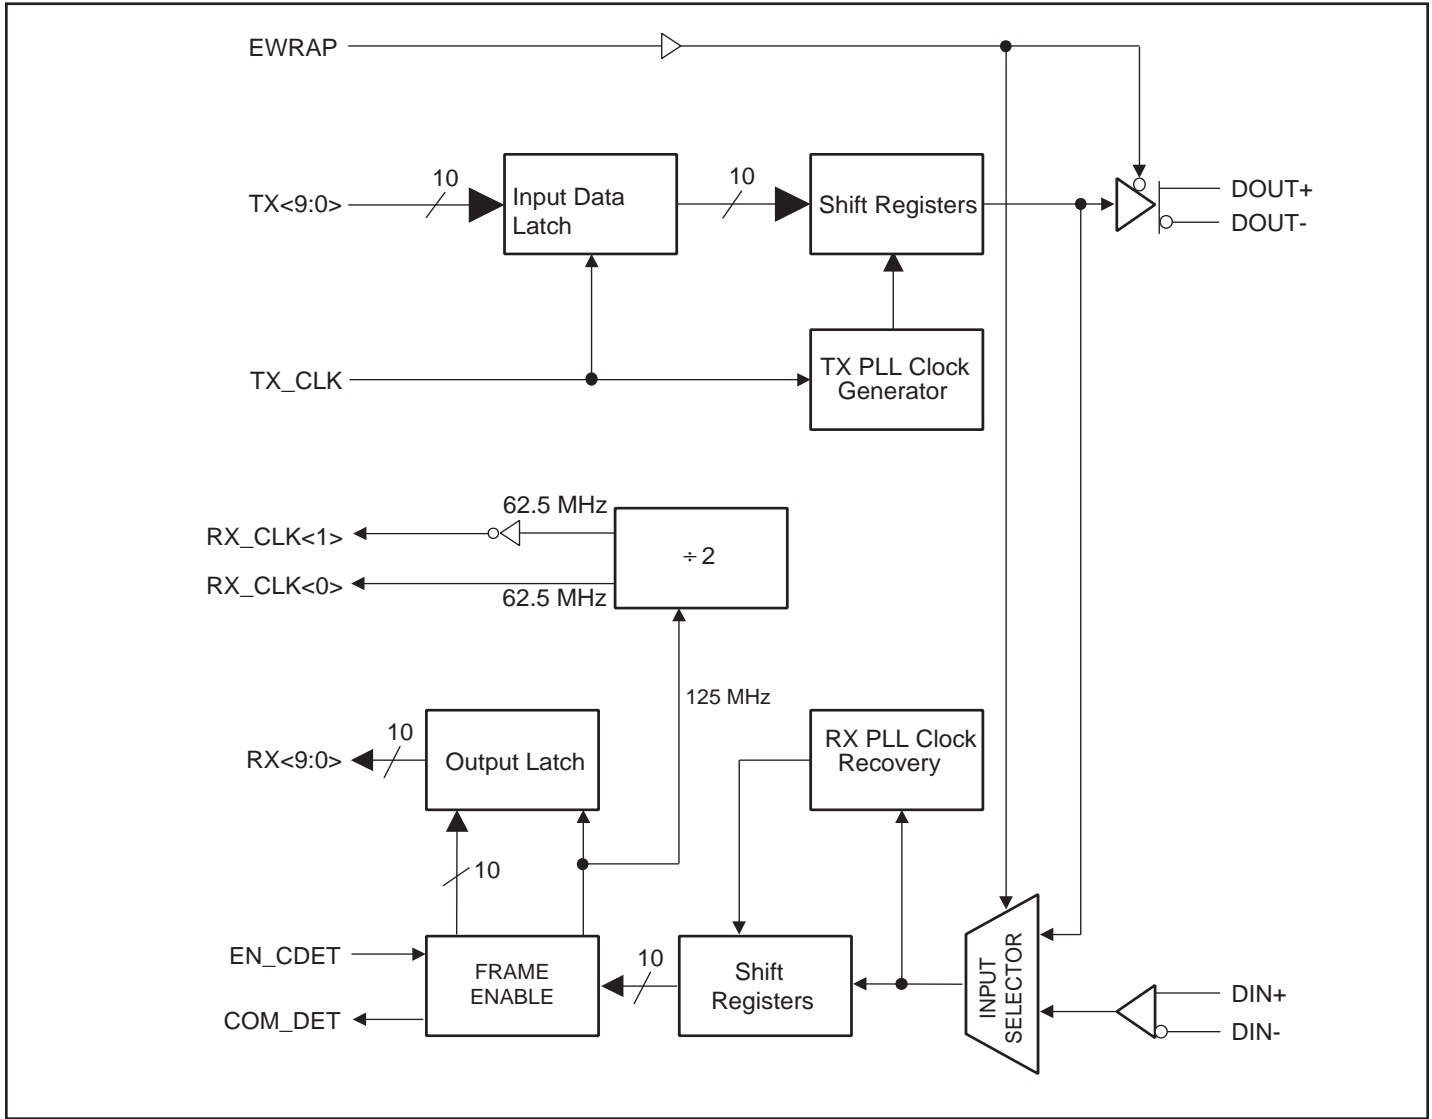 EWRAP
TX<9:0>
10
Input Data
Latch
10
Shift Registers
DOUT+
DOUT-
TX_CLK
TX PLL Clock
Generator
62.5 MHz
RX_CLK<1>
RX_CLK<0>
62.5 MHz
÷ 2
125 MHz
RX<9:0>
10
Output Latch
RX PLL Clock
Recovery
10
EN_CDET
COM_DET
FRAME
ENABLE
10
Shift
Registers
INPUT
SELECTOR
DIN+
DIN-